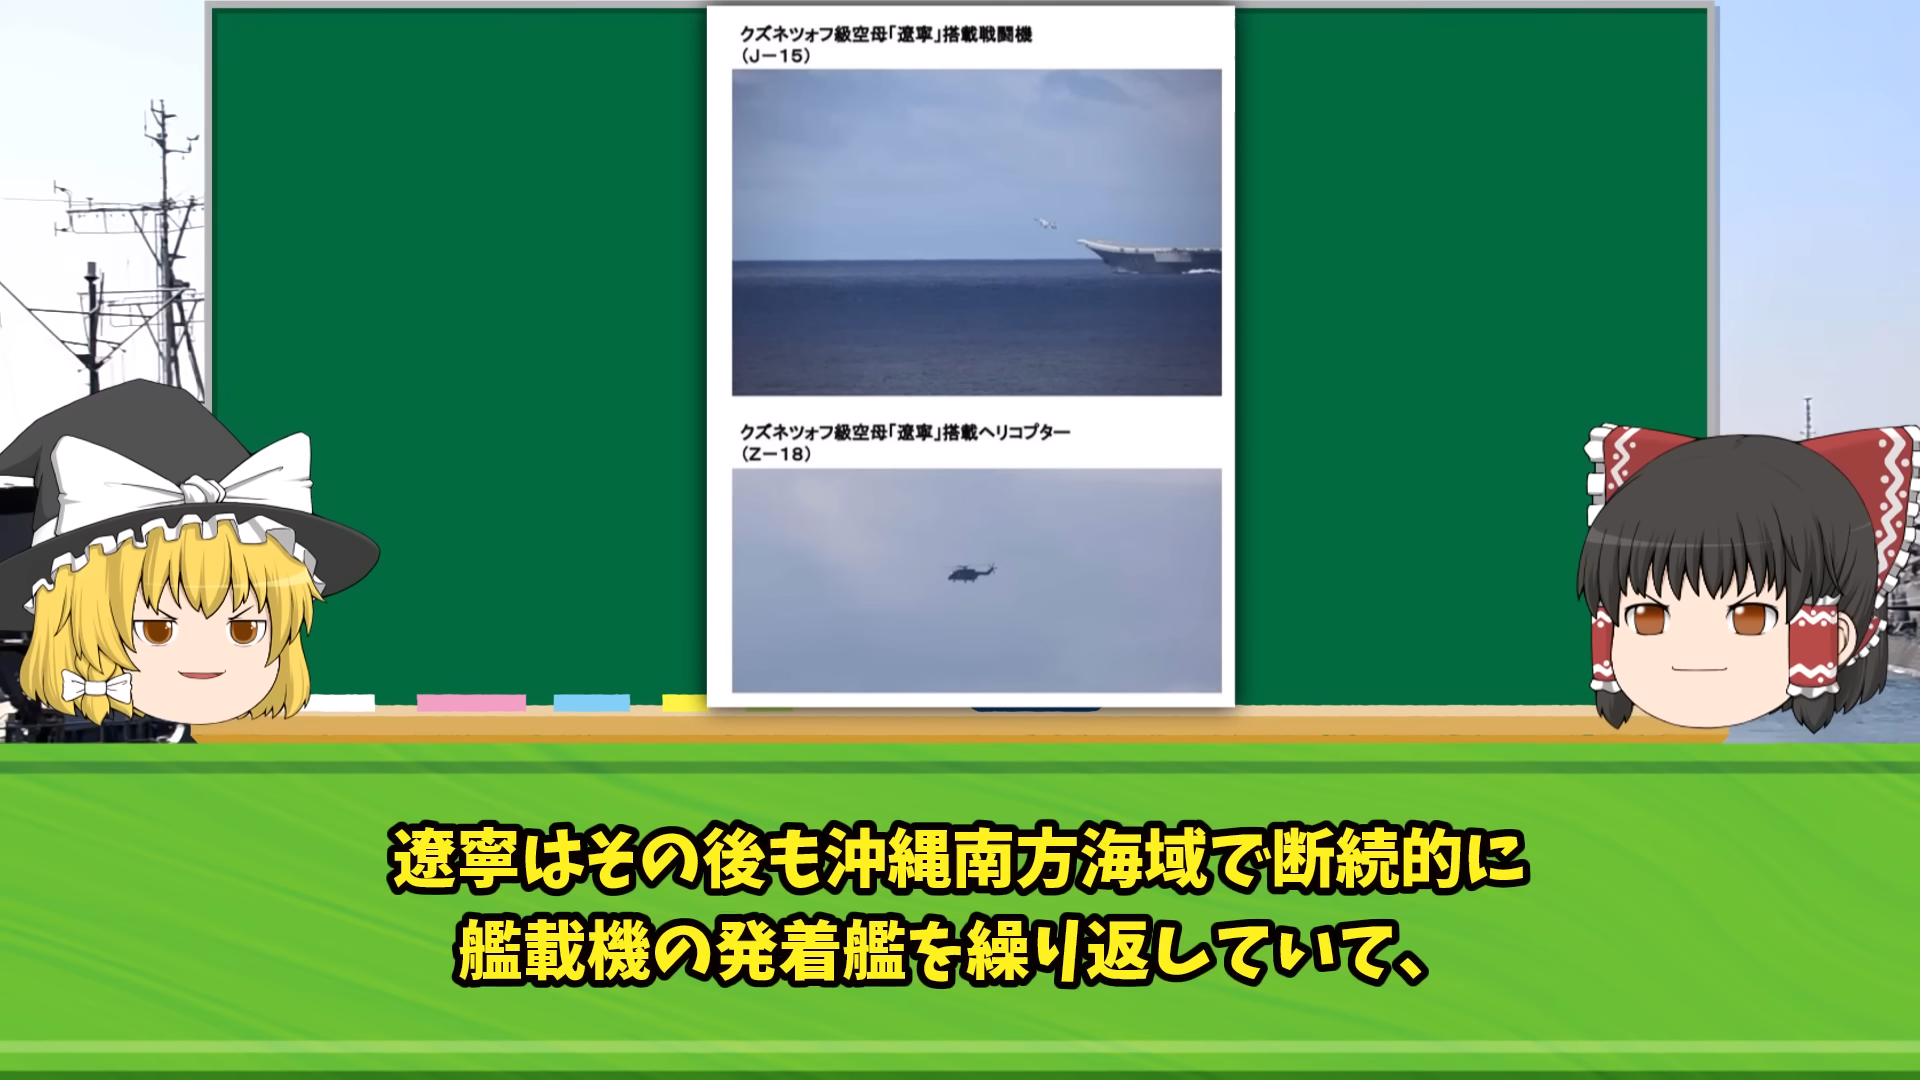 クズネツォフ級空母「遼寧」搭載戦闘機
（J－15）
クズネツォフ級空母「遼寧」搭載ヘリコプター
（Z－18）
遼寧はその後も沖縄南方海域で断続的に
艦載機の発着艦を繰り返していて、